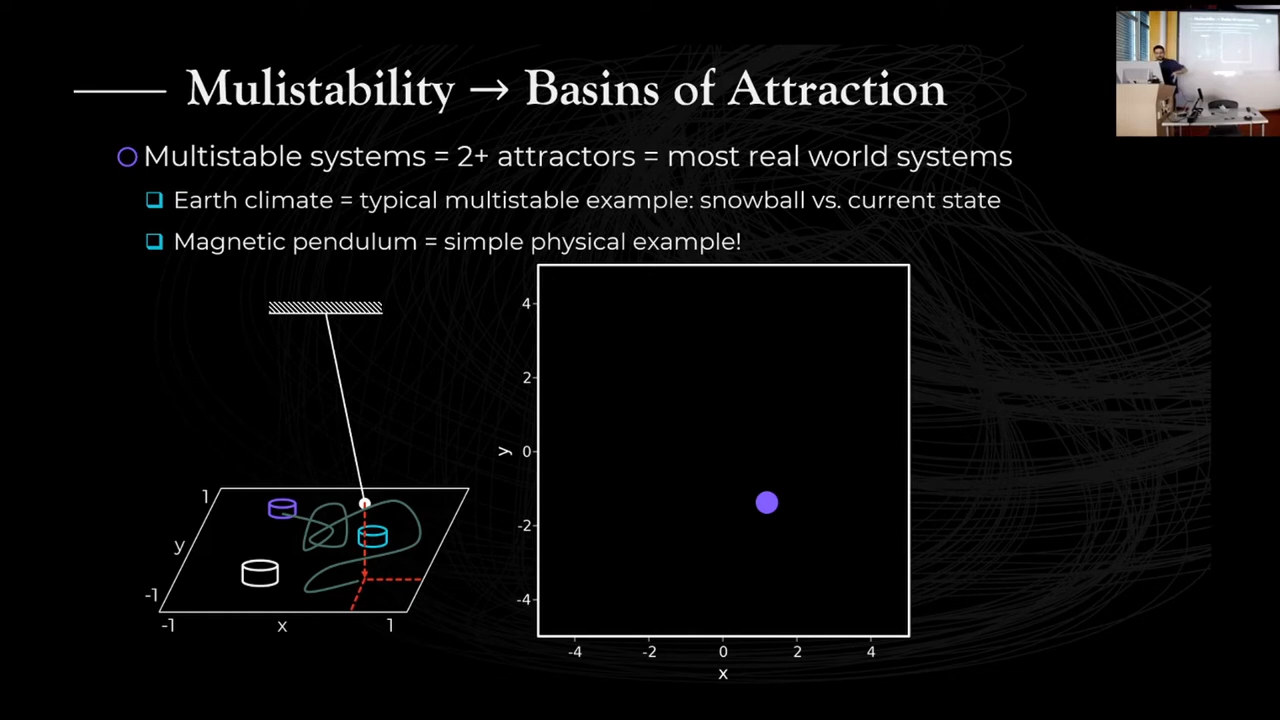 Mulistability → Basins of Attraction
Multistable systems = 2+ attractors = most real world systems
Earth climate = typical multistable example: snowball vs. current state
Magnetic pendulum = simple physical example!
1
y
-1
-1
x
1
4
2
y
0
-2
-4
-4
-2
0
2
4
x